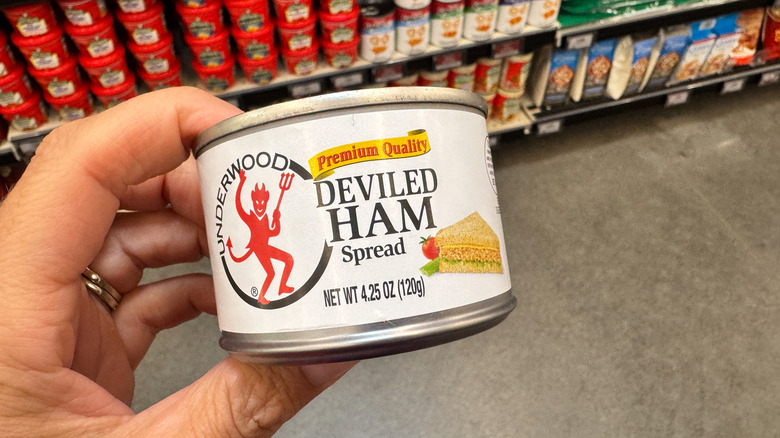 Premium Quality
UNDERWOOD
®
DEVILED
HAM
Spread
NET WT 4.25 OZ (120g)